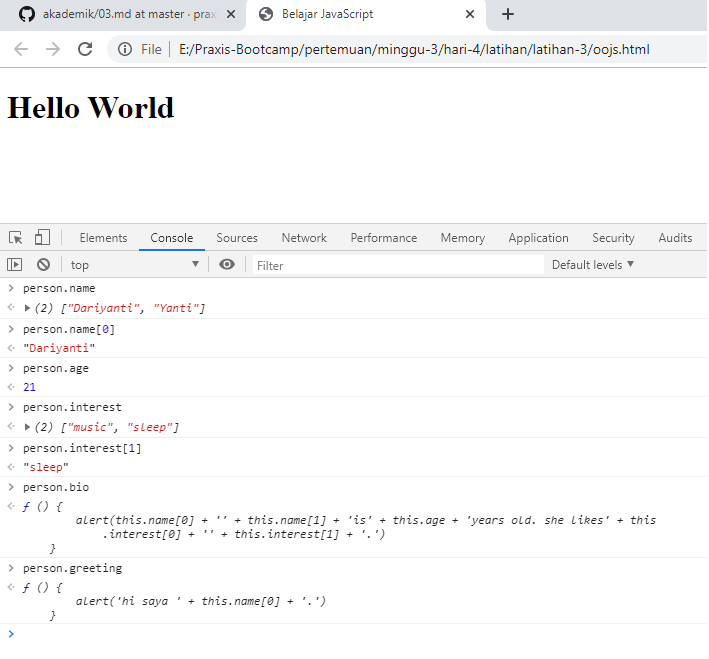 akademik/03.md at master · prax
Belajar JavaScript
File | E:/Praxis-Bootcamp/pertemuan/minggu-3/hari-4/latihan/latihan-3/oojs.html
Hello World
Elements Console Sources Network Performance Memory Application Security Audits
top Filter Default levels
person.name
(2) ["Dariyanti", "Yanti"]
person.name[0]
"Dariyanti"
person.age
21
person.interest
(2) ["music", "sleep"]
person.interest[1]
"sleep"
person.bio
ƒ () {
alert(this.name[0] + '' + this.name[1] + 'is' + this.age + 'years old. she likes' + this
.interest[0] + '' + this.interest[1] + '.')
}
person.greeting
ƒ () {
alert('hi saya ' + this.name[0] + '.')
}